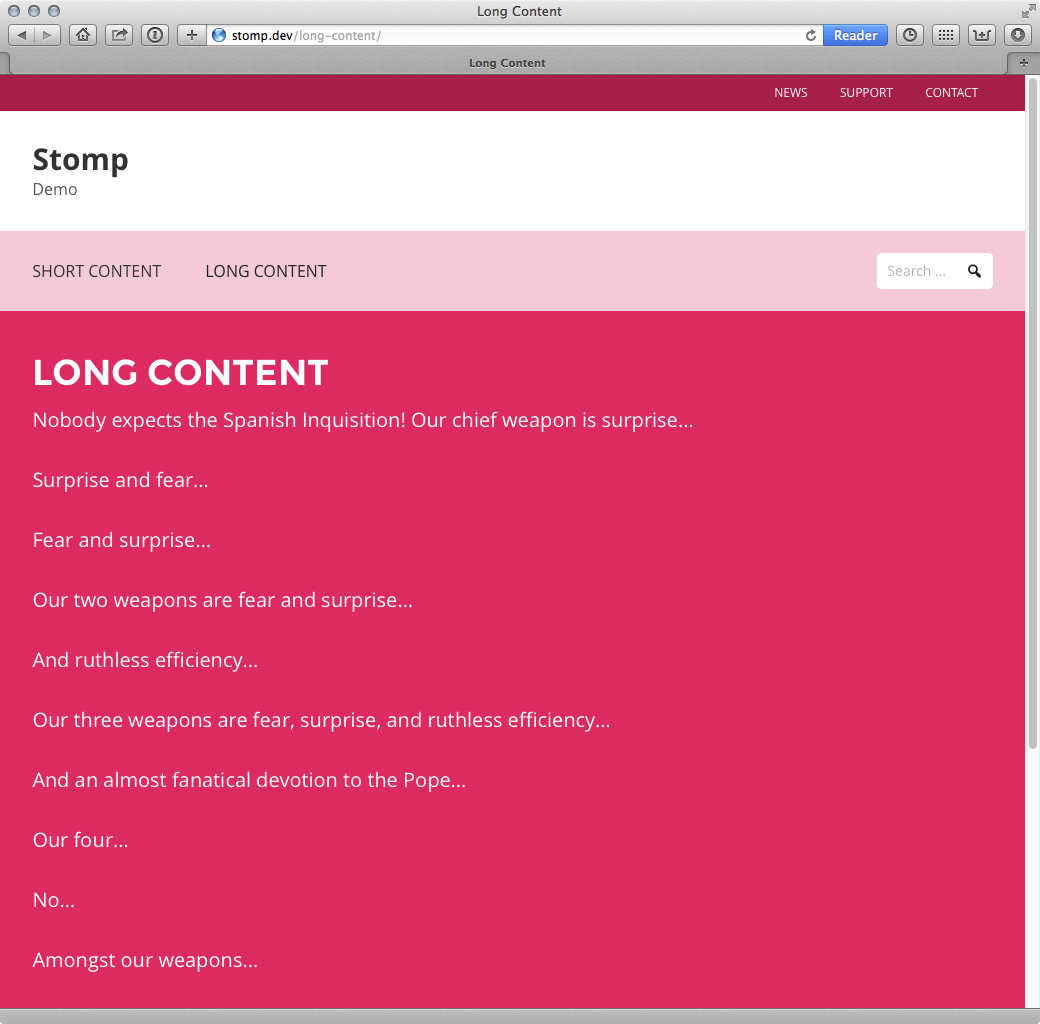 Long Content
stomp.dev/long-content/
Reader
Long Content
NEWS SUPPORT CONTACT
Stomp
Demo
SHORT CONTENT LONG CONTENT Search ...
LONG CONTENT
Nobody expects the Spanish Inquisition! Our chief weapon is surprise...
Surprise and fear...
Fear and surprise...
Our two weapons are fear and surprise...
And ruthless efficiency...
Our three weapons are fear, surprise, and ruthless efficiency...
And an almost fanatical devotion to the Pope...
Our four...
No...
Amongst our weapons...